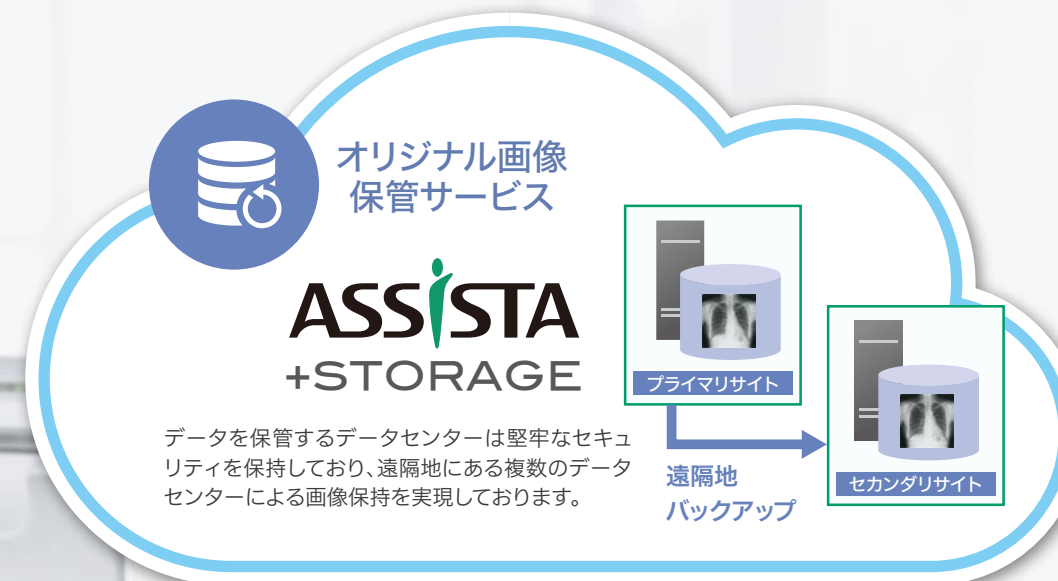 オリジナル画像
保管サービス
ASSiSTA
+STORAGE
データを保管するデータセンターは堅牢なセキュ
リティを保持しており、遠隔地にある複数のデータ
センターによる画像保持を実現しております。
プライマリサイト
遠隔地
バックアップ
セカンダリサイト